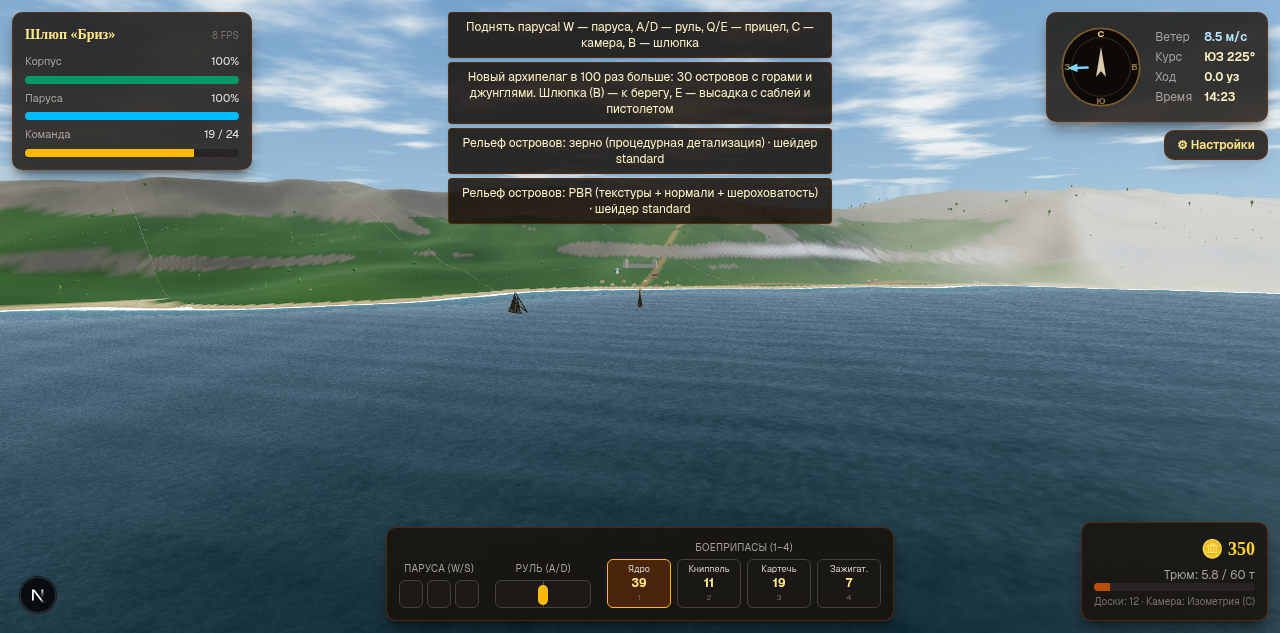 Шлюп «Бриз»
8 FPS
Корпус 100%
Паруса 100%
Команда 19 / 24
Поднять паруса! W — паруса, A/D — руль, Q/E — прицел, C —
камера, B — шлюпка
Новый архипелаг в 100 раз больше: 30 островов с горами и
джунглями. Шлюпка (B) — к берегу, E — высадка с саблей и
пистолетом
Рельеф островов: зерно (процедурная детализация) · шейдер
standard
Рельеф островов: PBR (текстуры + нормали + шероховатость)
· шейдер standard
С
З
В
Ю
Ветер 8.5 м/с
Курс ЮЗ 225°
Ход 0.0 уз
Время 14:23
⚙ Настройки
ПАРУСА (W/S)
РУЛЬ (A/D)
БОЕПРИПАСЫ (1–4)
Ядро
39
1
Книппель
11
2
Картечь
19
3
Зажигат.
7
4
N
350
Трюм: 5.8 / 60 т
Доски: 12 · Камера: Изометрия (C)